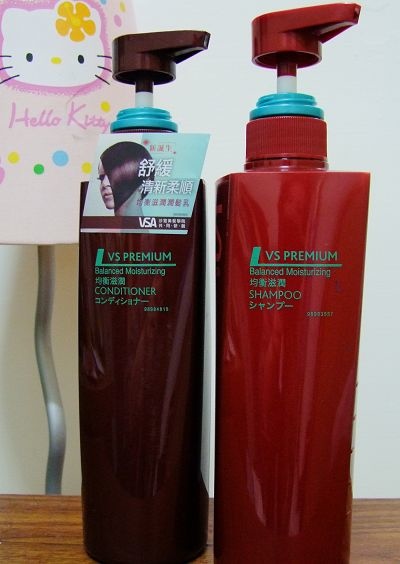 Hello Kitty
新誕生
舒緩
清新柔順
均衡滋潤潤髮乳
VSA
VS PREMIUM
Balanced Moisturizing
均衡滋潤
CONDITIONER
コンディショナー
VS PREMIUM
Balanced Moisturizing
均衡滋潤
SHAMPOO
シャンプー